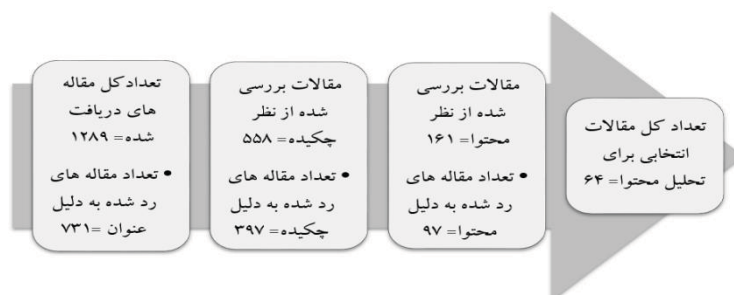 تعدادکل مقاله
های دریافت
شده= ۱۲۸۹
• تعداد مقاله های
رد شده به دلیل
عنوان =۷۳۱
مقالات بررسی
شده از نظر
چکیده= ۵۵۸
• تعداد مقاله های
رد شده به دلیل
چکیده= ۳۹۷
مقالات بررسی
شده از نظر
محتوا= ۱۶۱
• تعداد مقاله های
رد شده به دلیل
محتوا= ۹۷
تعداد کل مقالات
انتخابی برای
تحلیل محتوا= ۶۴